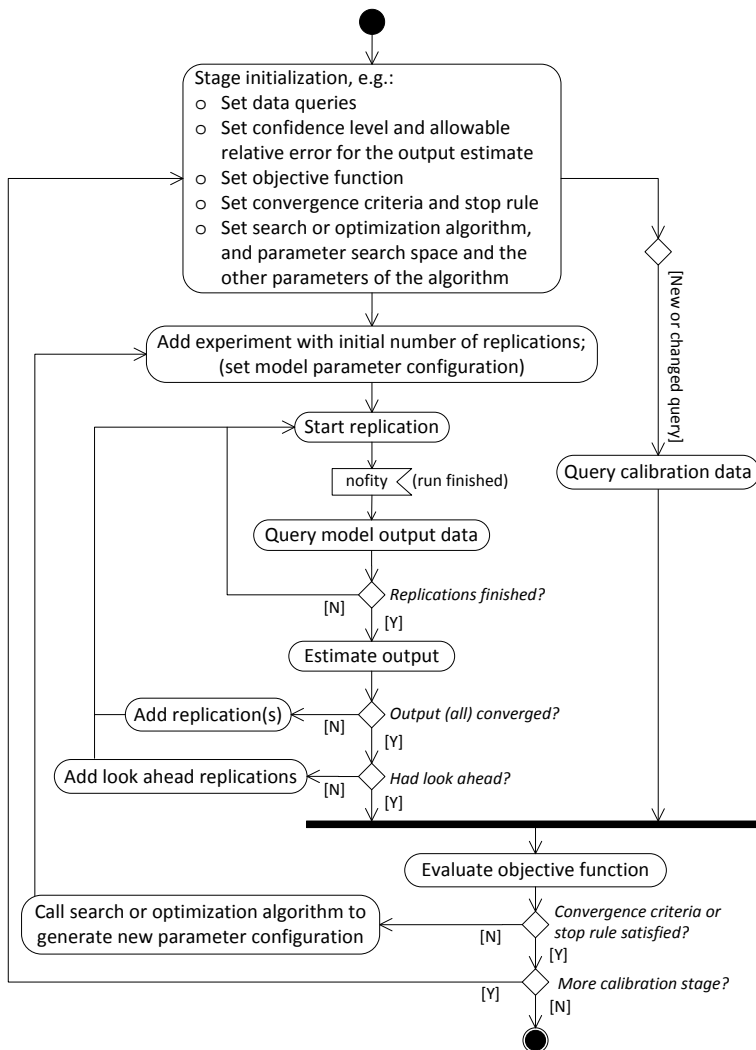 Stage initialization, e.g.:
o Set data queries
o Set confidence level and allowable
relative error for the output estimate
o Set objective function
o Set convergence criteria and stop rule
o Set search or optimization algorithm,
and parameter search space and the
other parameters of the algorithm
[New or changed query]
Add experiment with initial number of replications;
(set model parameter configuration)
Start replication
nofity (run finished)
Query calibration data
Query model output data
Replications finished?
[N]
[Y]
Estimate output
Add replication(s)
[N]
Output (all) converged?
[Y]
Add look ahead replications
[N]
Had look ahead?
[Y]
Evaluate objective function
Call search or optimization algorithm to
generate new parameter configuration
[N]
Convergence criteria or
stop rule satisfied?
[Y]
[Y]
More calibration stage?
[N]